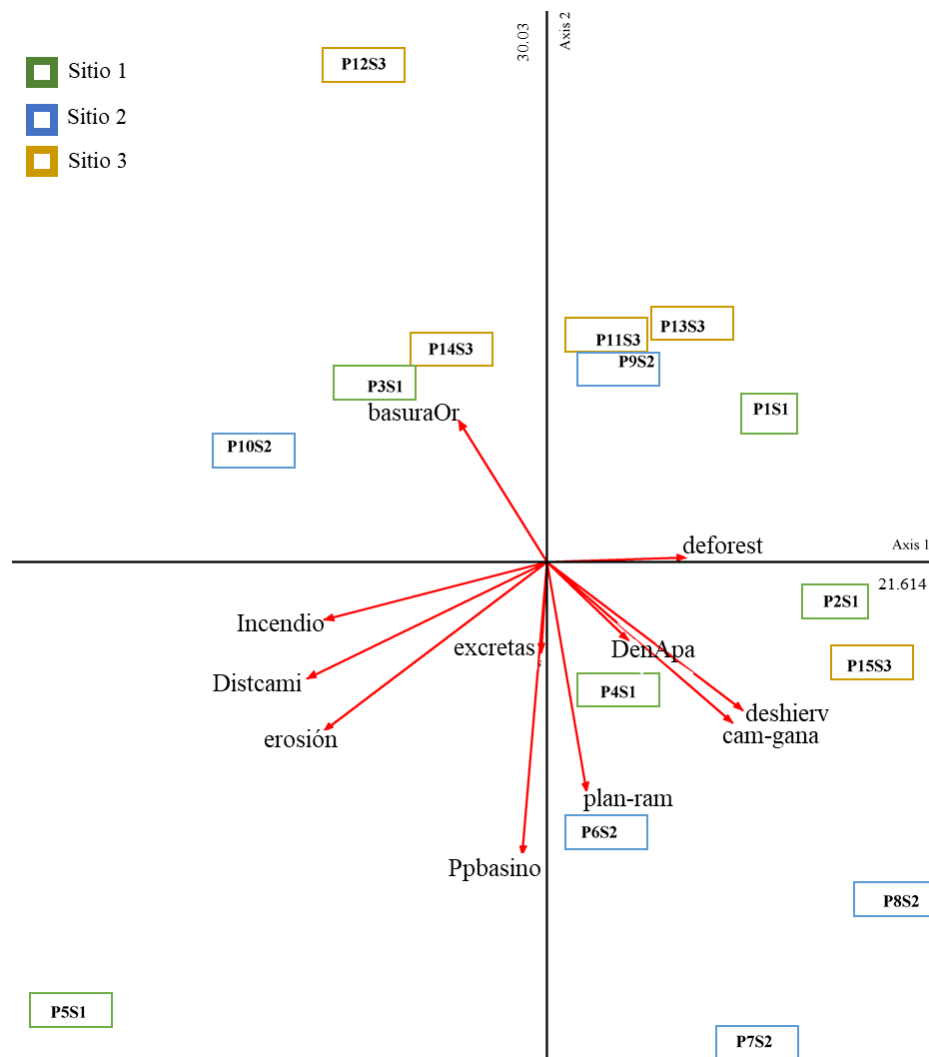 30.03
Axis 2
Sitio 1
Sitio 2
Sitio 3
P12S3
P13S3
P11S3
P14S3
P9S2
P3S1
P1S1
basuraOr
P10S2
deforest
Axis 1
21.614
P2S1
Incendio
excretas
DenApa
P15S3
Distcami
P4S1
deshierv
cam-gana
erosión
plan-ram
P6S2
Ppbasino
P8S2
P5S1
P7S2